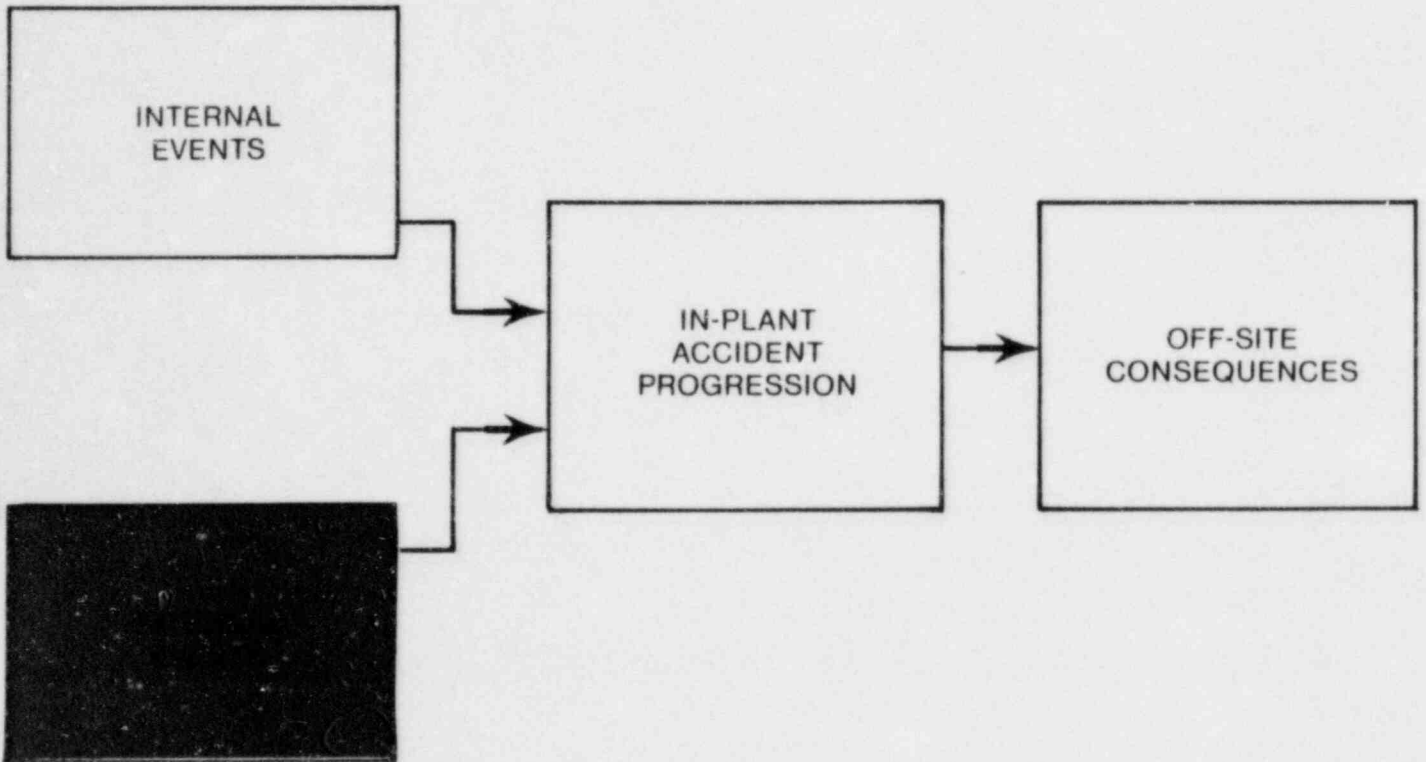 INTERNAL
EVENTS
IN-PLANT
ACCIDENT
PROGRESSION
OFF-SITE
CONSEQUENCES